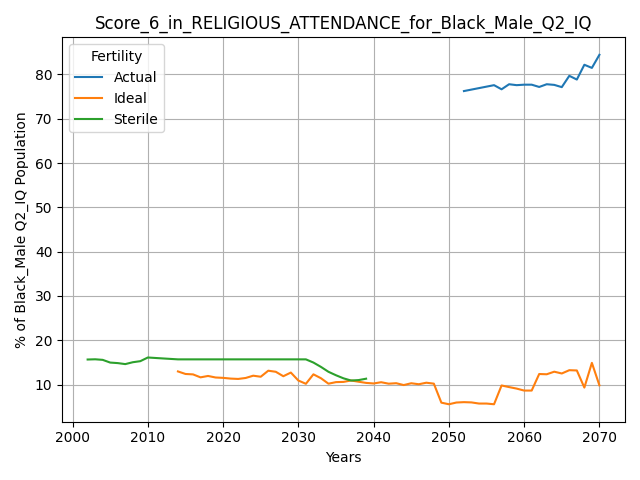 Score_6_in_RELIGIOUS_ATTENDANCE_for_Black_Male_Q2_IQ
Fertility
Actual
Ideal
Sterile
% of Black_Male Q2_IQ Population
80
70
60
50
40
30
20
10
2000 2010 2020 2030 2040 2050 2060 2070
Years